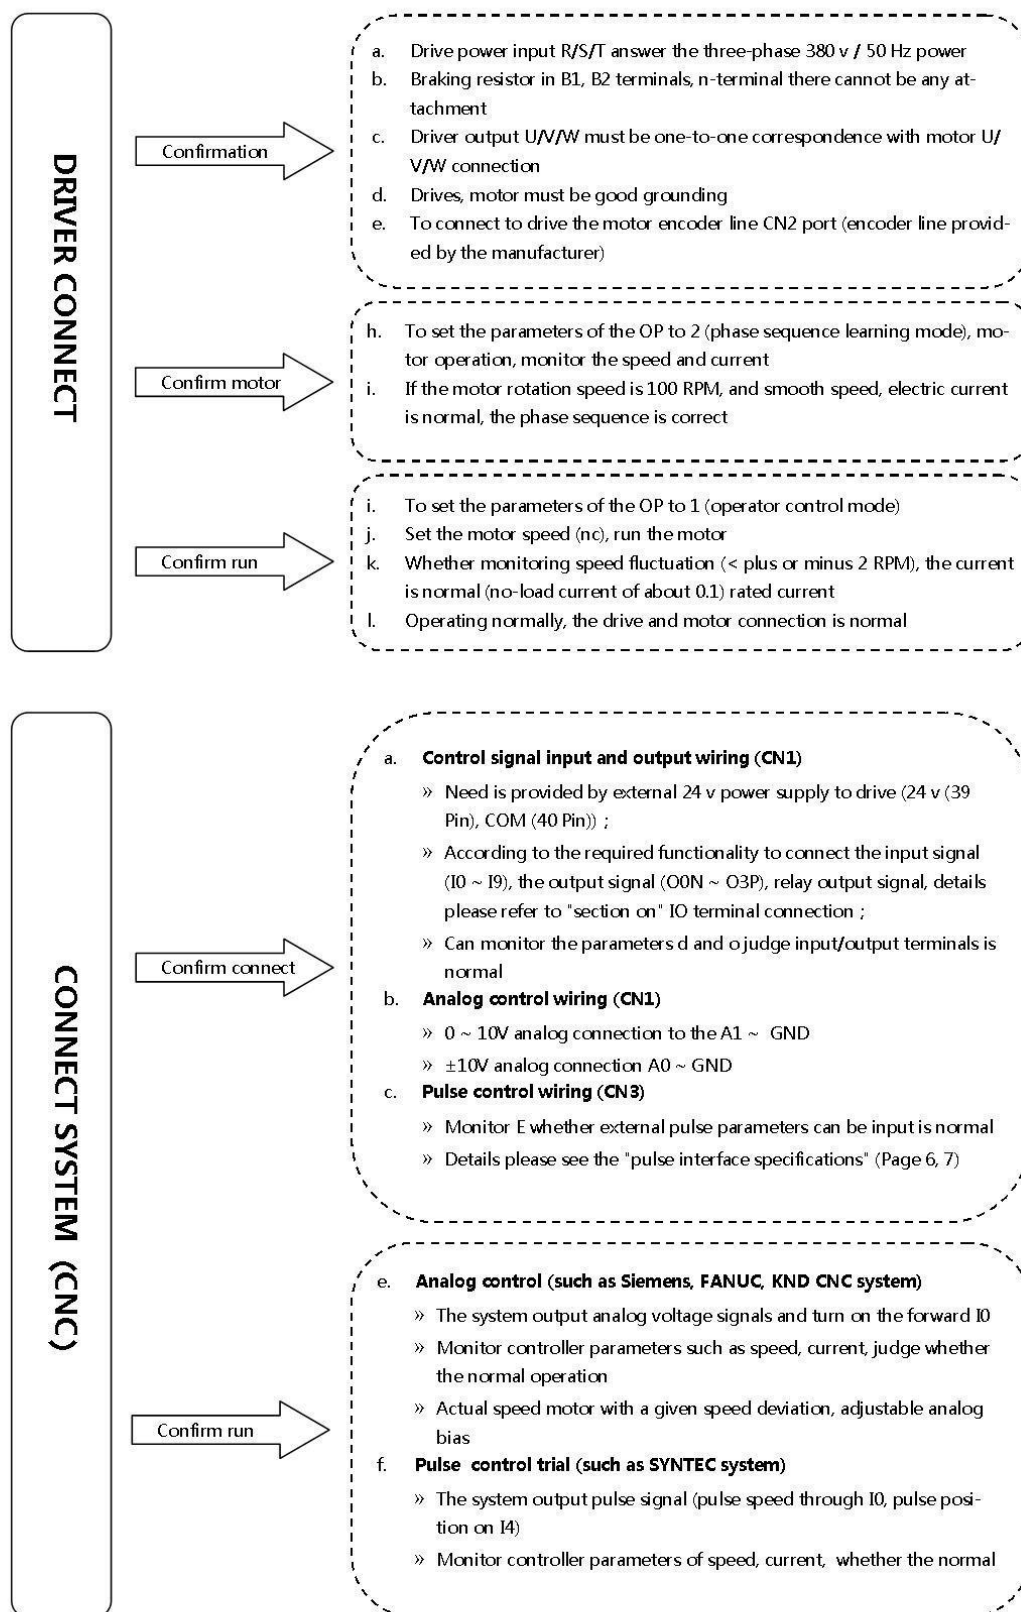 DRIVER CONNECT
Confirmation
a. Drive power input R/S/T answer the three-phase 380 v / 50 Hz power
b. Braking resistor in B1, B2 terminals, n-terminal there cannot be any at-
tachment
c. Driver output U/V/W must be one-to-one correspondence with motor U/
V/W connection
d. Drives, motor must be good grounding
e. To connect to drive the motor encoder line CN2 port (encoder line provid-
ed by the manufacturer)
Confirm motor
h. To set the parameters of the OP to 2 (phase sequence learning mode), mo-
tor operation, monitor the speed and current
i. If the motor rotation speed is 100 RPM, and smooth speed, electric current
is normal, the phase sequence is correct
Confirm run
i. To set the parameters of the OP to 1 (operator control mode)
j. Set the motor speed (nc), run the motor
k. Whether monitoring speed fluctuation (< plus or minus 2 RPM), the current
is normal (no-load current of about 0.1) rated current
l. Operating normally, the drive and motor connection is normal
CONNECT SYSTEM (CNC)
Confirm connect
a. Control signal input and output wiring (CN1)
» Need is provided by external 24 v power supply to drive (24 v (39
Pin), COM (40 Pin)) ;
» According to the required functionality to connect the input signal
(I0 ~ I9), the output signal (O0N ~ O3P), relay output signal, details
please refer to "section on" IO terminal connection ;
» Can monitor the parameters d and o judge input/output terminals is
normal
b. Analog control wiring (CN1)
» 0 ~ 10V analog connection to the A1 ~ GND
» ±10V analog connection A0 ~ GND
c. Pulse control wiring (CN3)
» Monitor E whether external pulse parameters can be input is normal
» Details please see the "pulse interface specifications" (Page 6, 7)
Confirm run
e. Analog control (such as Siemens, FANUC, KND CNC system)
» The system output analog voltage signals and turn on the forward I0
» Monitor controller parameters such as speed, current, judge whether
the normal operation
» Actual speed motor with a given speed deviation, adjustable analog
bias
f. Pulse control trial (such as SYNTEC system)
» The system output pulse signal (pulse speed through I0, pulse posi-
tion on I4)
» Monitor controller parameters of speed, current, whether the normal